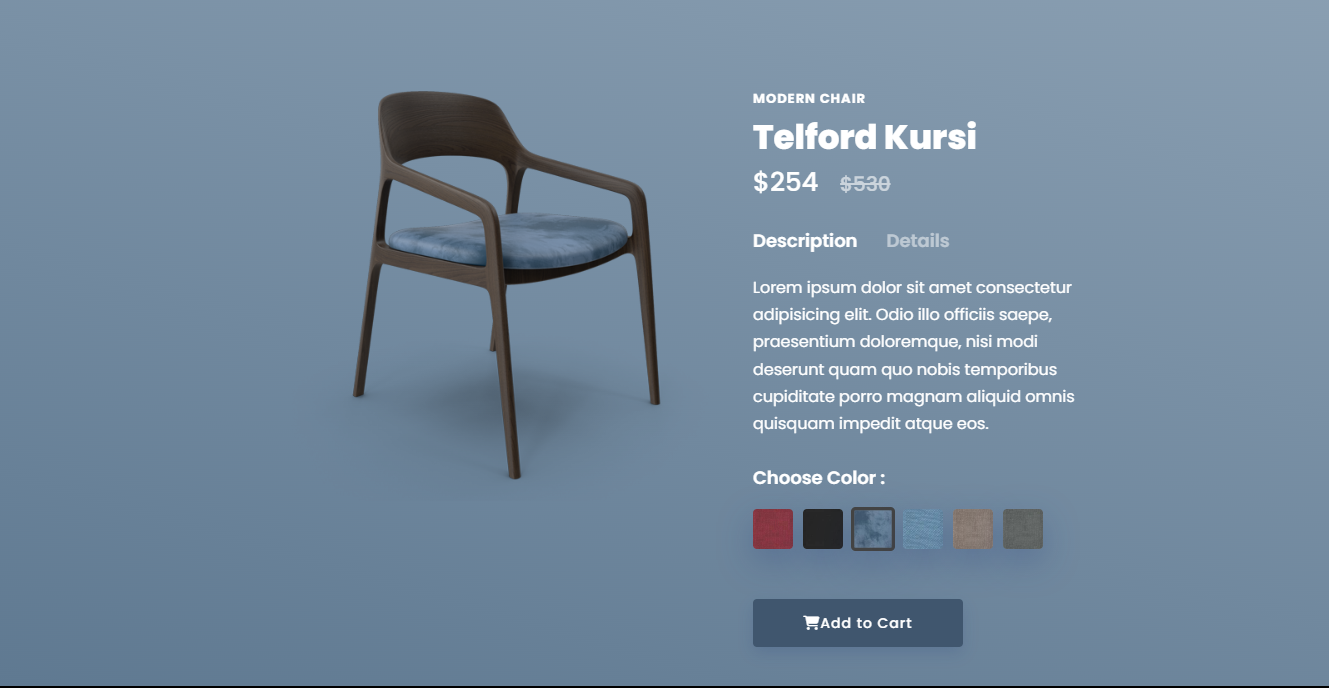 MODERN CHAIR
Telford Kursi
$254 $530
Description Details
Lorem ipsum dolor sit amet consectetur
adipisicing elit. Odio illo officiis saepe,
praesentium doloremque, nisi modi
deserunt quam quo nobis temporibus
cupiditate porro magnam aliquid omnis
quisquam impedit atque eos.
Choose Color :
Add to Cart